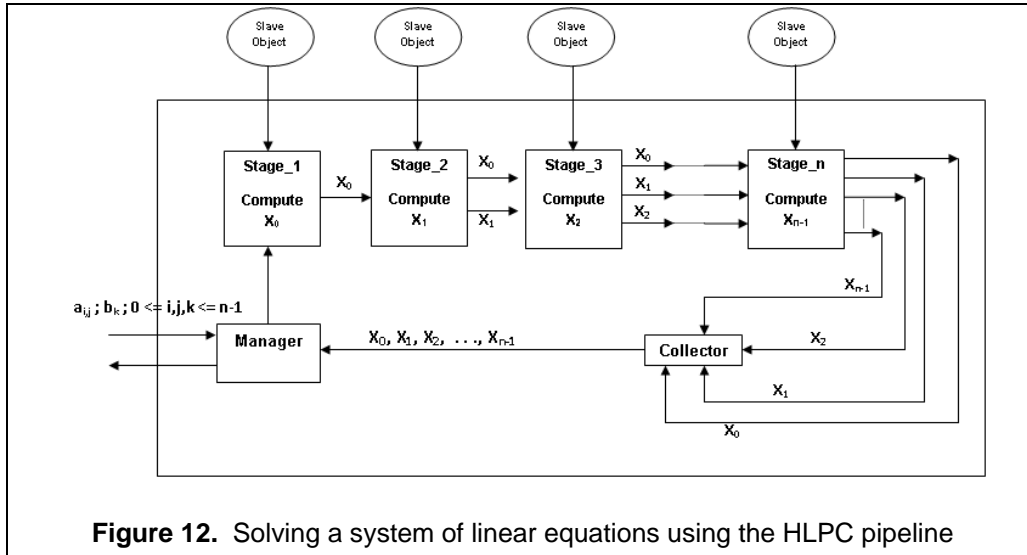 Slave
Object
Slave
Object
Slave
Object
Slave
Object
Stage_1
Compute
X₀
X₀
Stage_2
Compute
X₁
X₀
X₁
Stage_3
Compute
X₂
X₀
X₁
X₂
Stage_n
Compute
Xₙ₋₁
aᵢ,ⱼ ; bₖ ; 0 <= i,j,k <= n-1
Manager
X₀, X₁, X₂, . . ., Xₙ₋₁
Collector
Xₙ₋₁
X₂
X₁
X₀
Figure 12. Solving a system of linear equations using the HLPC pipeline